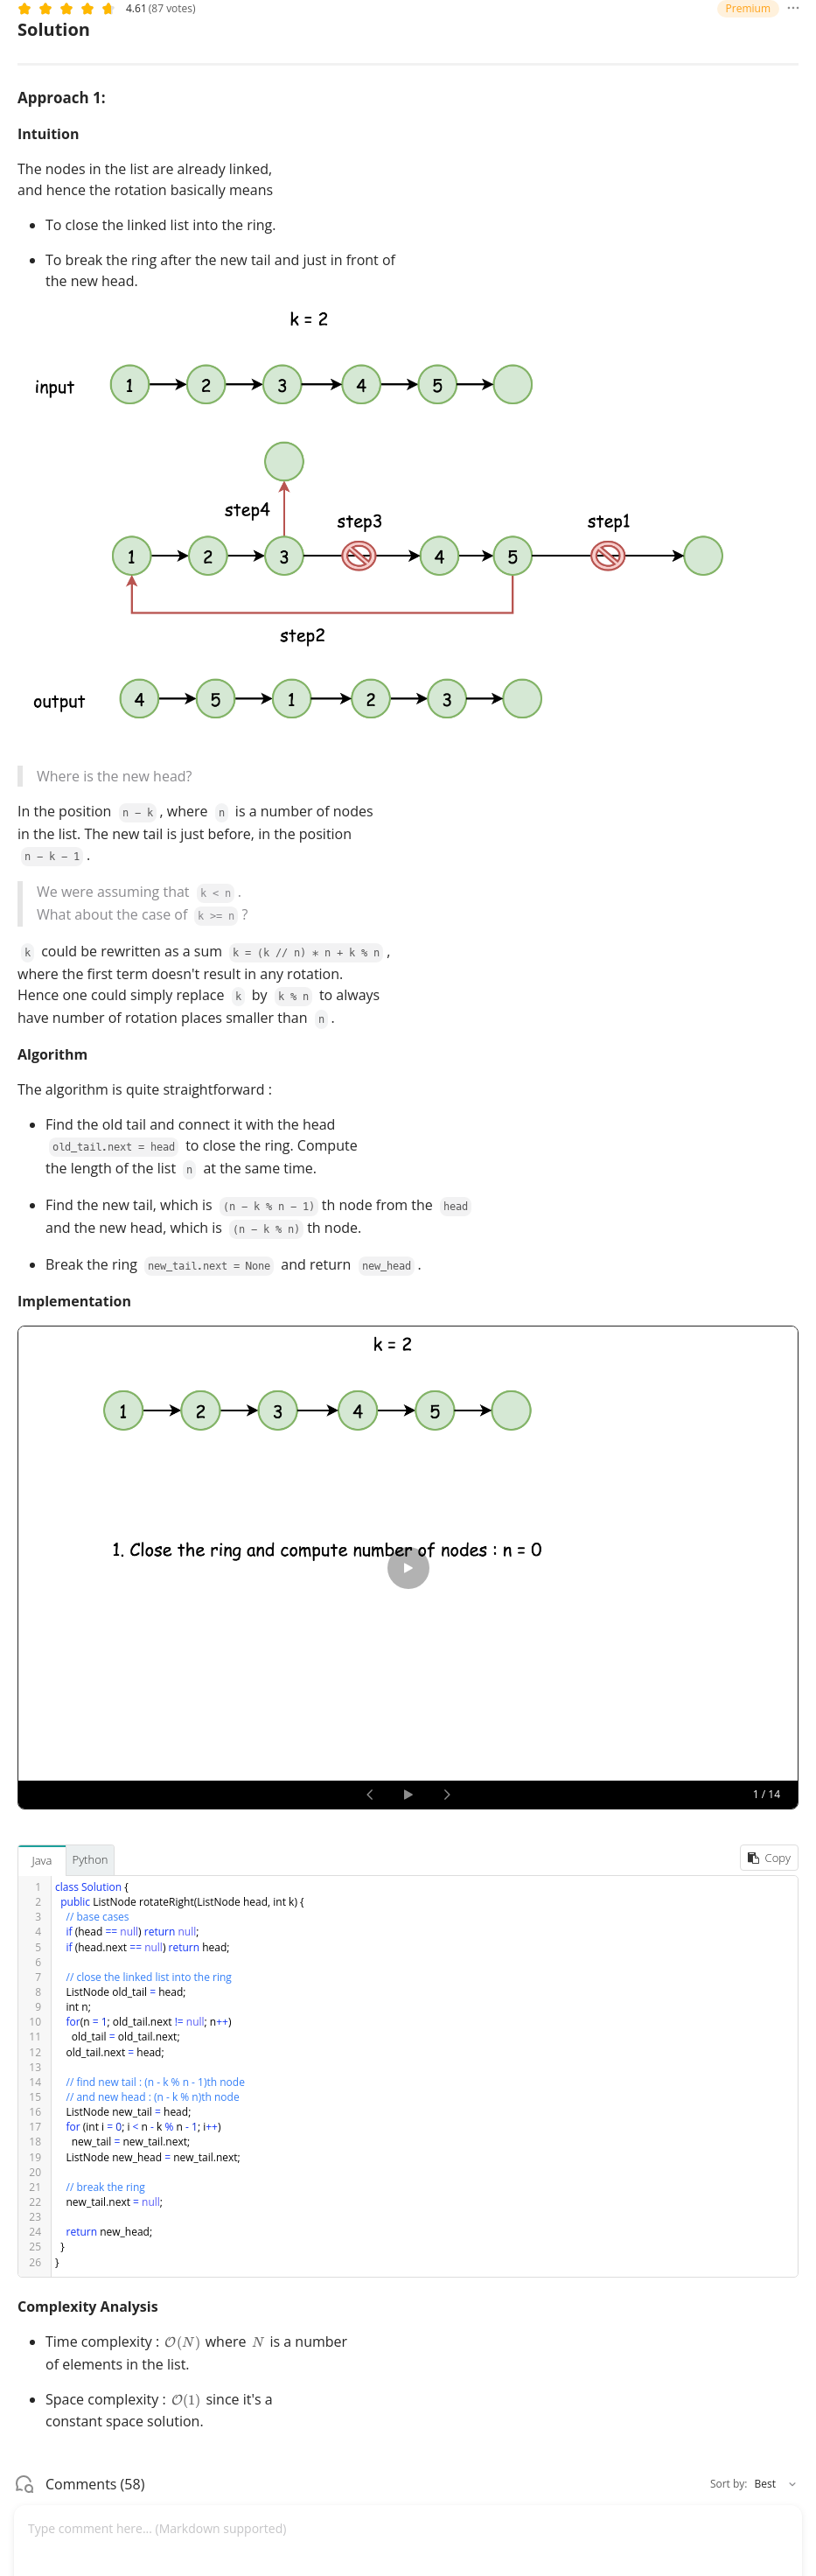 4.61 (87 votes)
Premium
Solution
Approach 1:
Intuition
The nodes in the list are already linked,
and hence the rotation basically means
To close the linked list into the ring.
To break the ring after the new tail and just in front of
the new head.
k = 2
input 1 2 3 4 5
step4 step3 step1
1 2 3 4 5
step2
output 4 5 1 2 3
Where is the new head?
In the position n - k , where n is a number of nodes
in the list. The new tail is just before, in the position
n - k - 1 .
We were assuming that k < n .
What about the case of k >= n ?
k could be rewritten as a sum k = (k // n) * n + k % n ,
where the first term doesn't result in any rotation.
Hence one could simply replace k by k % n to always
have number of rotation places smaller than n .
Algorithm
The algorithm is quite straightforward :
Find the old tail and connect it with the head
old_tail.next = head to close the ring. Compute
the length of the list n at the same time.
Find the new tail, which is (n - k % n - 1) th node from the head
and the new head, which is (n - k % n) th node.
Break the ring new_tail.next = None and return new_head .
Implementation
k = 2
1 2 3 4 5
1. Close the ring and compute number of nodes : n = 0
1 / 14
Java Python Copy
1 class Solution {
2 public ListNode rotateRight(ListNode head, int k) {
3 // base cases
4 if (head == null) return null;
5 if (head.next == null) return head;
6
7 // close the linked list into the ring
8 ListNode old_tail = head;
9 int n;
10 for(n = 1; old_tail.next != null; n++)
11 old_tail = old_tail.next;
12 old_tail.next = head;
13
14 // find new tail : (n - k % n - 1)th node
15 // and new head : (n - k % n)th node
16 ListNode new_tail = head;
17 for (int i = 0; i < n - k % n - 1; i++)
18 new_tail = new_tail.next;
19 ListNode new_head = new_tail.next;
20
21 // break the ring
22 new_tail.next = null;
23
24 return new_head;
25 }
26 }
Complexity Analysis
Time complexity : O(N) where N is a number
of elements in the list.
Space complexity : O(1) since it's a
constant space solution.
Comments (58)
Sort by: Best
Type comment here... (Markdown supported)